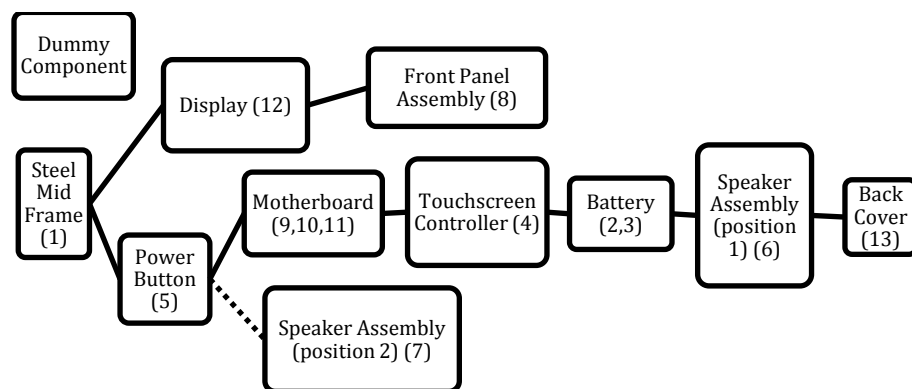 Dummy
Component
Display (12)
Front Panel
Assembly (8)
Steel
Mid
Frame
(1)
Power
Button
(5)
Motherboard
(9,10,11)
Touchscreen
Controller (4)
Battery
(2,3)
Speaker
Assembly
(position
1) (6)
Back
Cover
(13)
Speaker Assembly
(position 2) (7)